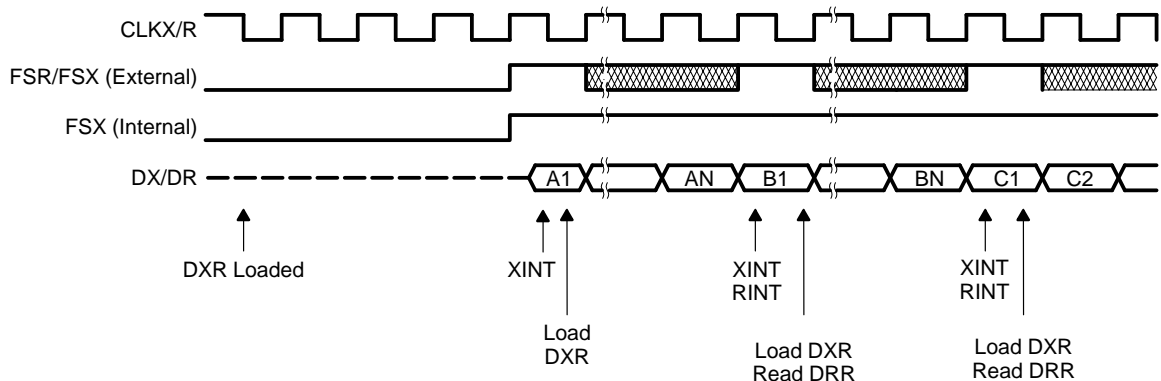 CLKX/R
FSR/FSX (External)
FSX (Internal)
DX/DR
A1
AN
B1
BN
C1
C2
DXR Loaded
XINT
XINT
RINT
XINT
RINT
Load
DXR
Load DXR
Read DRR
Load DXR
Read DRR